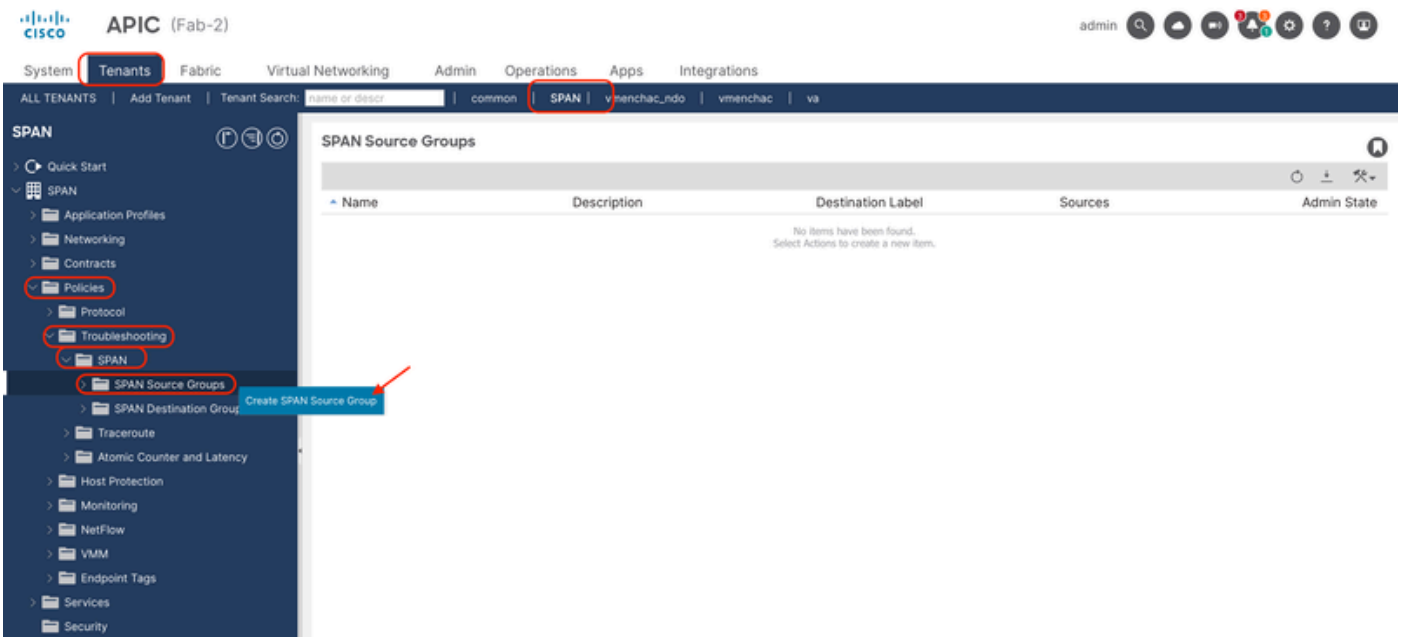 CISCO
APIC (Fab-2)
admin
System Tenants Fabric Virtual Networking Admin Operations Apps Integrations
ALL TENANTS | Add Tenant | Tenant Search: name or descr | common | SPAN | vmenchac_ndo | vmenchac | va
SPAN
Quick Start
SPAN
Application Profiles
Networking
Contracts
Policies
Protocol
Troubleshooting
SPAN
SPAN Source Groups
SPAN Destination Group
Traceroute
Atomic Counter and Latency
Host Protection
Monitoring
NetFlow
VMM
Endpoint Tags
Services
Security
Create SPAN Source Group
SPAN Source Groups
Name Description Destination Label Sources Admin State
No items have been found.
Select Actions to create a new item.